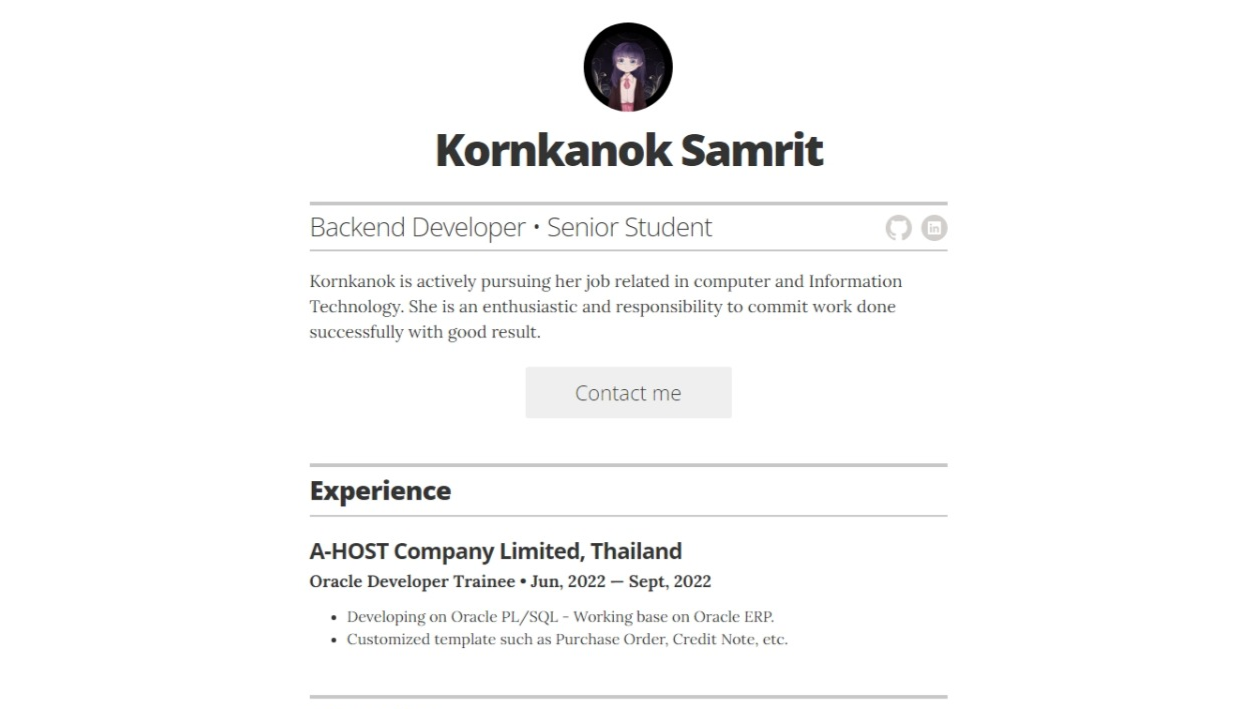 Kornkanok Samrit
Backend Developer • Senior Student
in
Kornkanok is actively pursuing her job related in computer and Information
Technology. She is an enthusiastic and responsibility to commit work done
successfully with good result.
Contact me
Experience
A-HOST Company Limited, Thailand
Oracle Developer Trainee • Jun, 2022 — Sept, 2022
• Developing on Oracle PL/SQL - Working base on Oracle ERP.
• Customized template such as Purchase Order, Credit Note, etc.